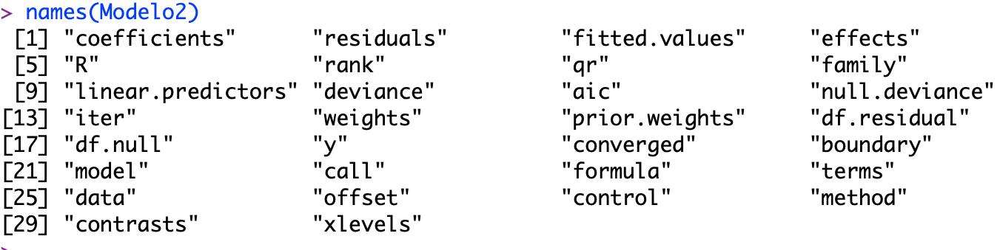 > names(Modelo2)
 [1] "coefficients"      "residuals"         "fitted.values"     "effects"
 [5] "R"                 "rank"              "qr"                "family"
 [9] "linear.predictors" "deviance"          "aic"               "null.deviance"
[13] "iter"              "weights"           "prior.weights"     "df.residual"
[17] "df.null"           "y"                 "converged"         "boundary"
[21] "model"             "call"              "formula"           "terms"
[25] "data"              "offset"            "control"           "method"
[29] "contrasts"         "xlevels"
>